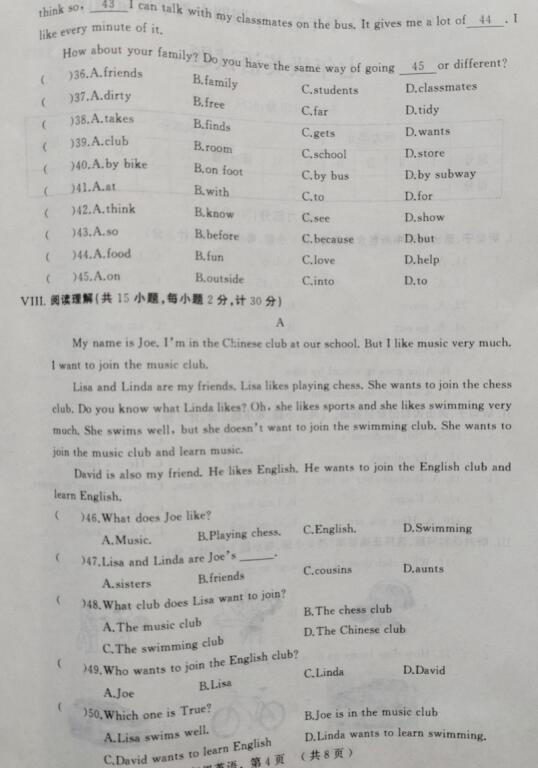 think so, 43 I can talk with my classmates on the bus. It gives me a lot of 44 . I
like every minute of it.
How about your family? Do you have the same way of going 45 or different?
( )36.A.friends B.family C.students D.classmates
( )37.A.dirty B.free C.far D.tidy
( )38.A.takes B.finds C.gets D.wants
( )39.A.club B.room C.school D.store
( )40.A.by bike B.on foot C.by bus D.by subway
( )41.A.at B.with C.to D.for
( )42.A.think B.know C.see D.show
( )43.A.so B.before C.because D.but
( )44.A.food B.fun C.love D.help
( )45.A.on B.outside C.into D.to
VIII. 阅读理解(共 15 小题,每小题 2 分,计 30 分)
A
My name is Joe. I'm in the Chinese club at our school. But I like music very much.
I want to join the music club.
Lisa and Linda are my friends. Lisa likes playing chess. She wants to join the chess
club. Do you know what Linda likes? Oh, she likes sports and she likes swimming very
much. She swims well, but she doesn't want to join the swimming club. She wants to
join the music club and learn music.
David is also my friend. He likes English. He wants to join the English club and
learn English.
( )46.What does Joe like?
A.Music. B.Playing chess. C.English. D.Swimming
( )47.Lisa and Linda are Joe's _____.
A.sisters B.friends C.cousins D.aunts
( )48.What club does Lisa want to join?
A.The music club B.The chess club
C.The swimming club D.The Chinese club
( )49.Who wants to join the English club?
A.Joe B.Lisa C.Linda D.David
( )50.Which one is True?
A.Lisa swims well. B.Joe is in the music club
C.David wants to learn English D.Linda wants to learn swimming.
英语, 第 4 页 (共 8 页)